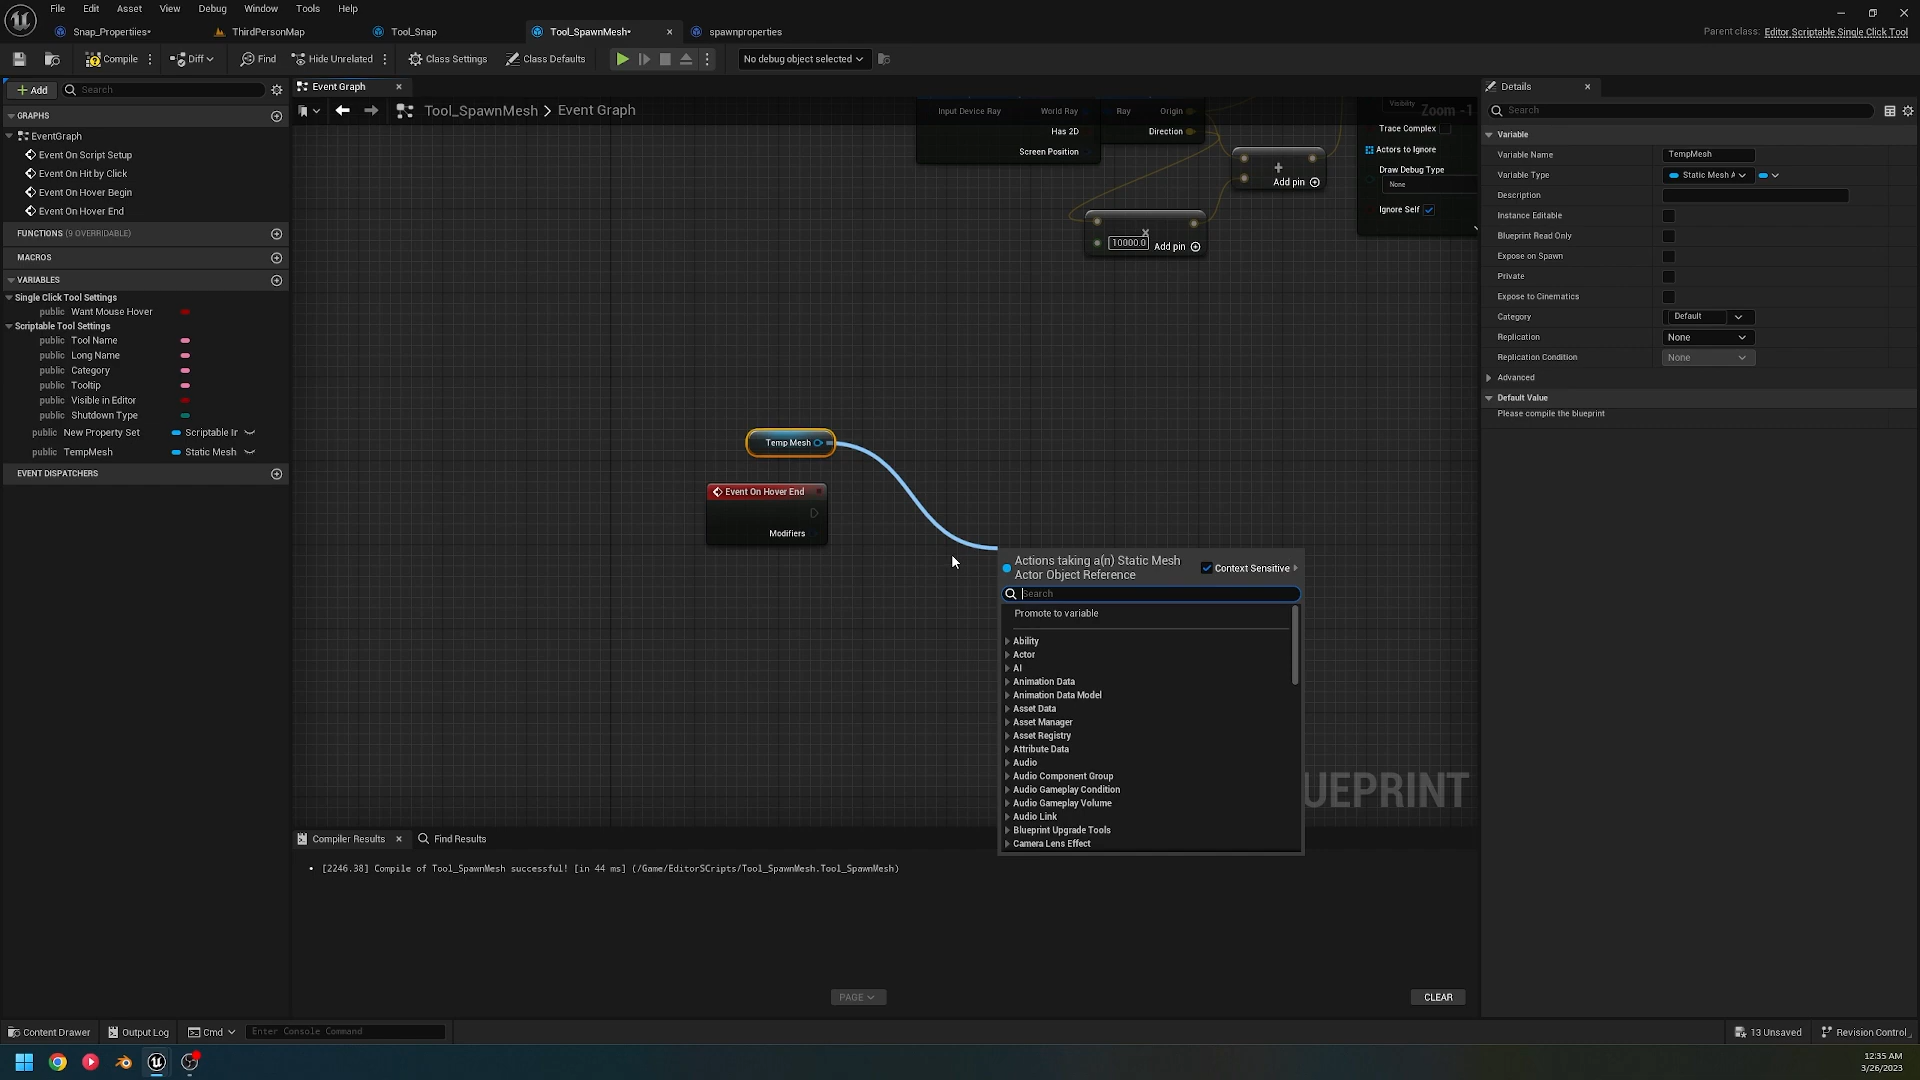 File Edit Asset View Debug Window Tools Help
Snap_Propertiies•
ThirdPersonMap
Tool_Snap
Tool_SpawnMesh•
spawnproperties
Parent class: Editor Scriptable Single Click Tool
Compile
Diff
Find
Hide Unrelated
Class Settings
Class Defaults
No debug object selected
Add
Search
GRAPHS
EventGraph
Event On Script Setup
Event On Hit by Click
Event On Hover Begin
Event On Hover End
FUNCTIONS (9 OVERRIDABLE)
MACROS
VARIABLES
Single Click Tool Settings
public Want Mouse Hover
Scriptable Tool Settings
public Tool Name
public Long Name
public Category
public Tooltip
public Visible in Editor
public Shutdown Type
public New Property Set Scriptable Ir
public TempMesh Static Mesh
EVENT DISPATCHERS
Event Graph
Tool_SpawnMesh > Event Graph
Zoom -1
Input Device Ray World Ray
Has 2D
Screen Position
Ray Origin
Direction
Add pin
10000.0 Add pin
Visibility
Trace Complex
Actors to Ignore
Draw Debug Type
None
Ignore Self
Temp Mesh
Event On Hover End
Modifiers
Actions taking a(n) Static Mesh
Actor Object Reference
Context Sensitive
Search
Promote to variable
Ability
Actor
AI
Animation Data
Animation Data Model
Asset Data
Asset Manager
Asset Registry
Attribute Data
Audio
Audio Component Group
Audio Gameplay Condition
Audio Gameplay Volume
Audio Link
Blueprint Upgrade Tools
Camera Lens Effect
UEPRINT
Compiler Results
Find Results
• [2246.38] Compile of Tool_SpawnMesh successful! [in 44 ms] (/Game/EditorSCripts/Tool_SpawnMesh.Tool_SpawnMesh)
PAGE
CLEAR
Details
Search
Variable
Variable Name TempMesh
Variable Type Static Mesh A
Description
Instance Editable
Blueprint Read Only
Expose on Spawn
Private
Expose to Cinematics
Category Default
Replication None
Replication Condition None
Advanced
Default Value
Please compile the blueprint
Content Drawer
Output Log
Cmd
Enter Console Command
13 Unsaved
Revision Control
12:35 AM
3/26/2023